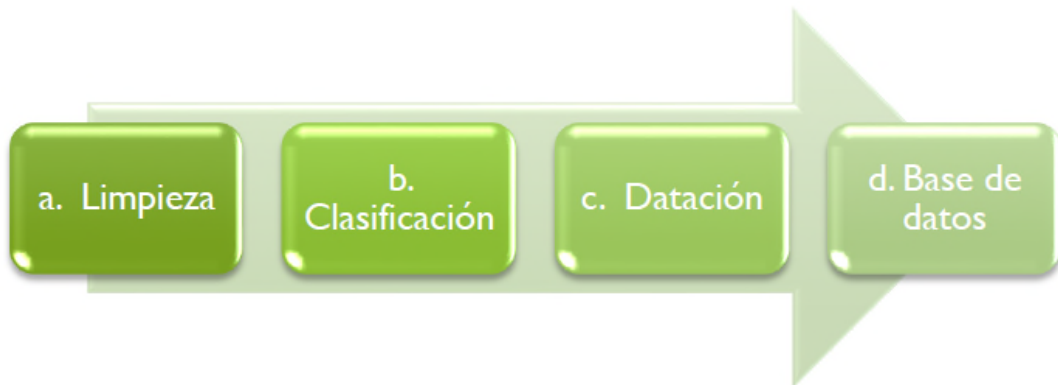 a. Limpieza
b.
Clasificación
c. Datación
d. Base de
datos